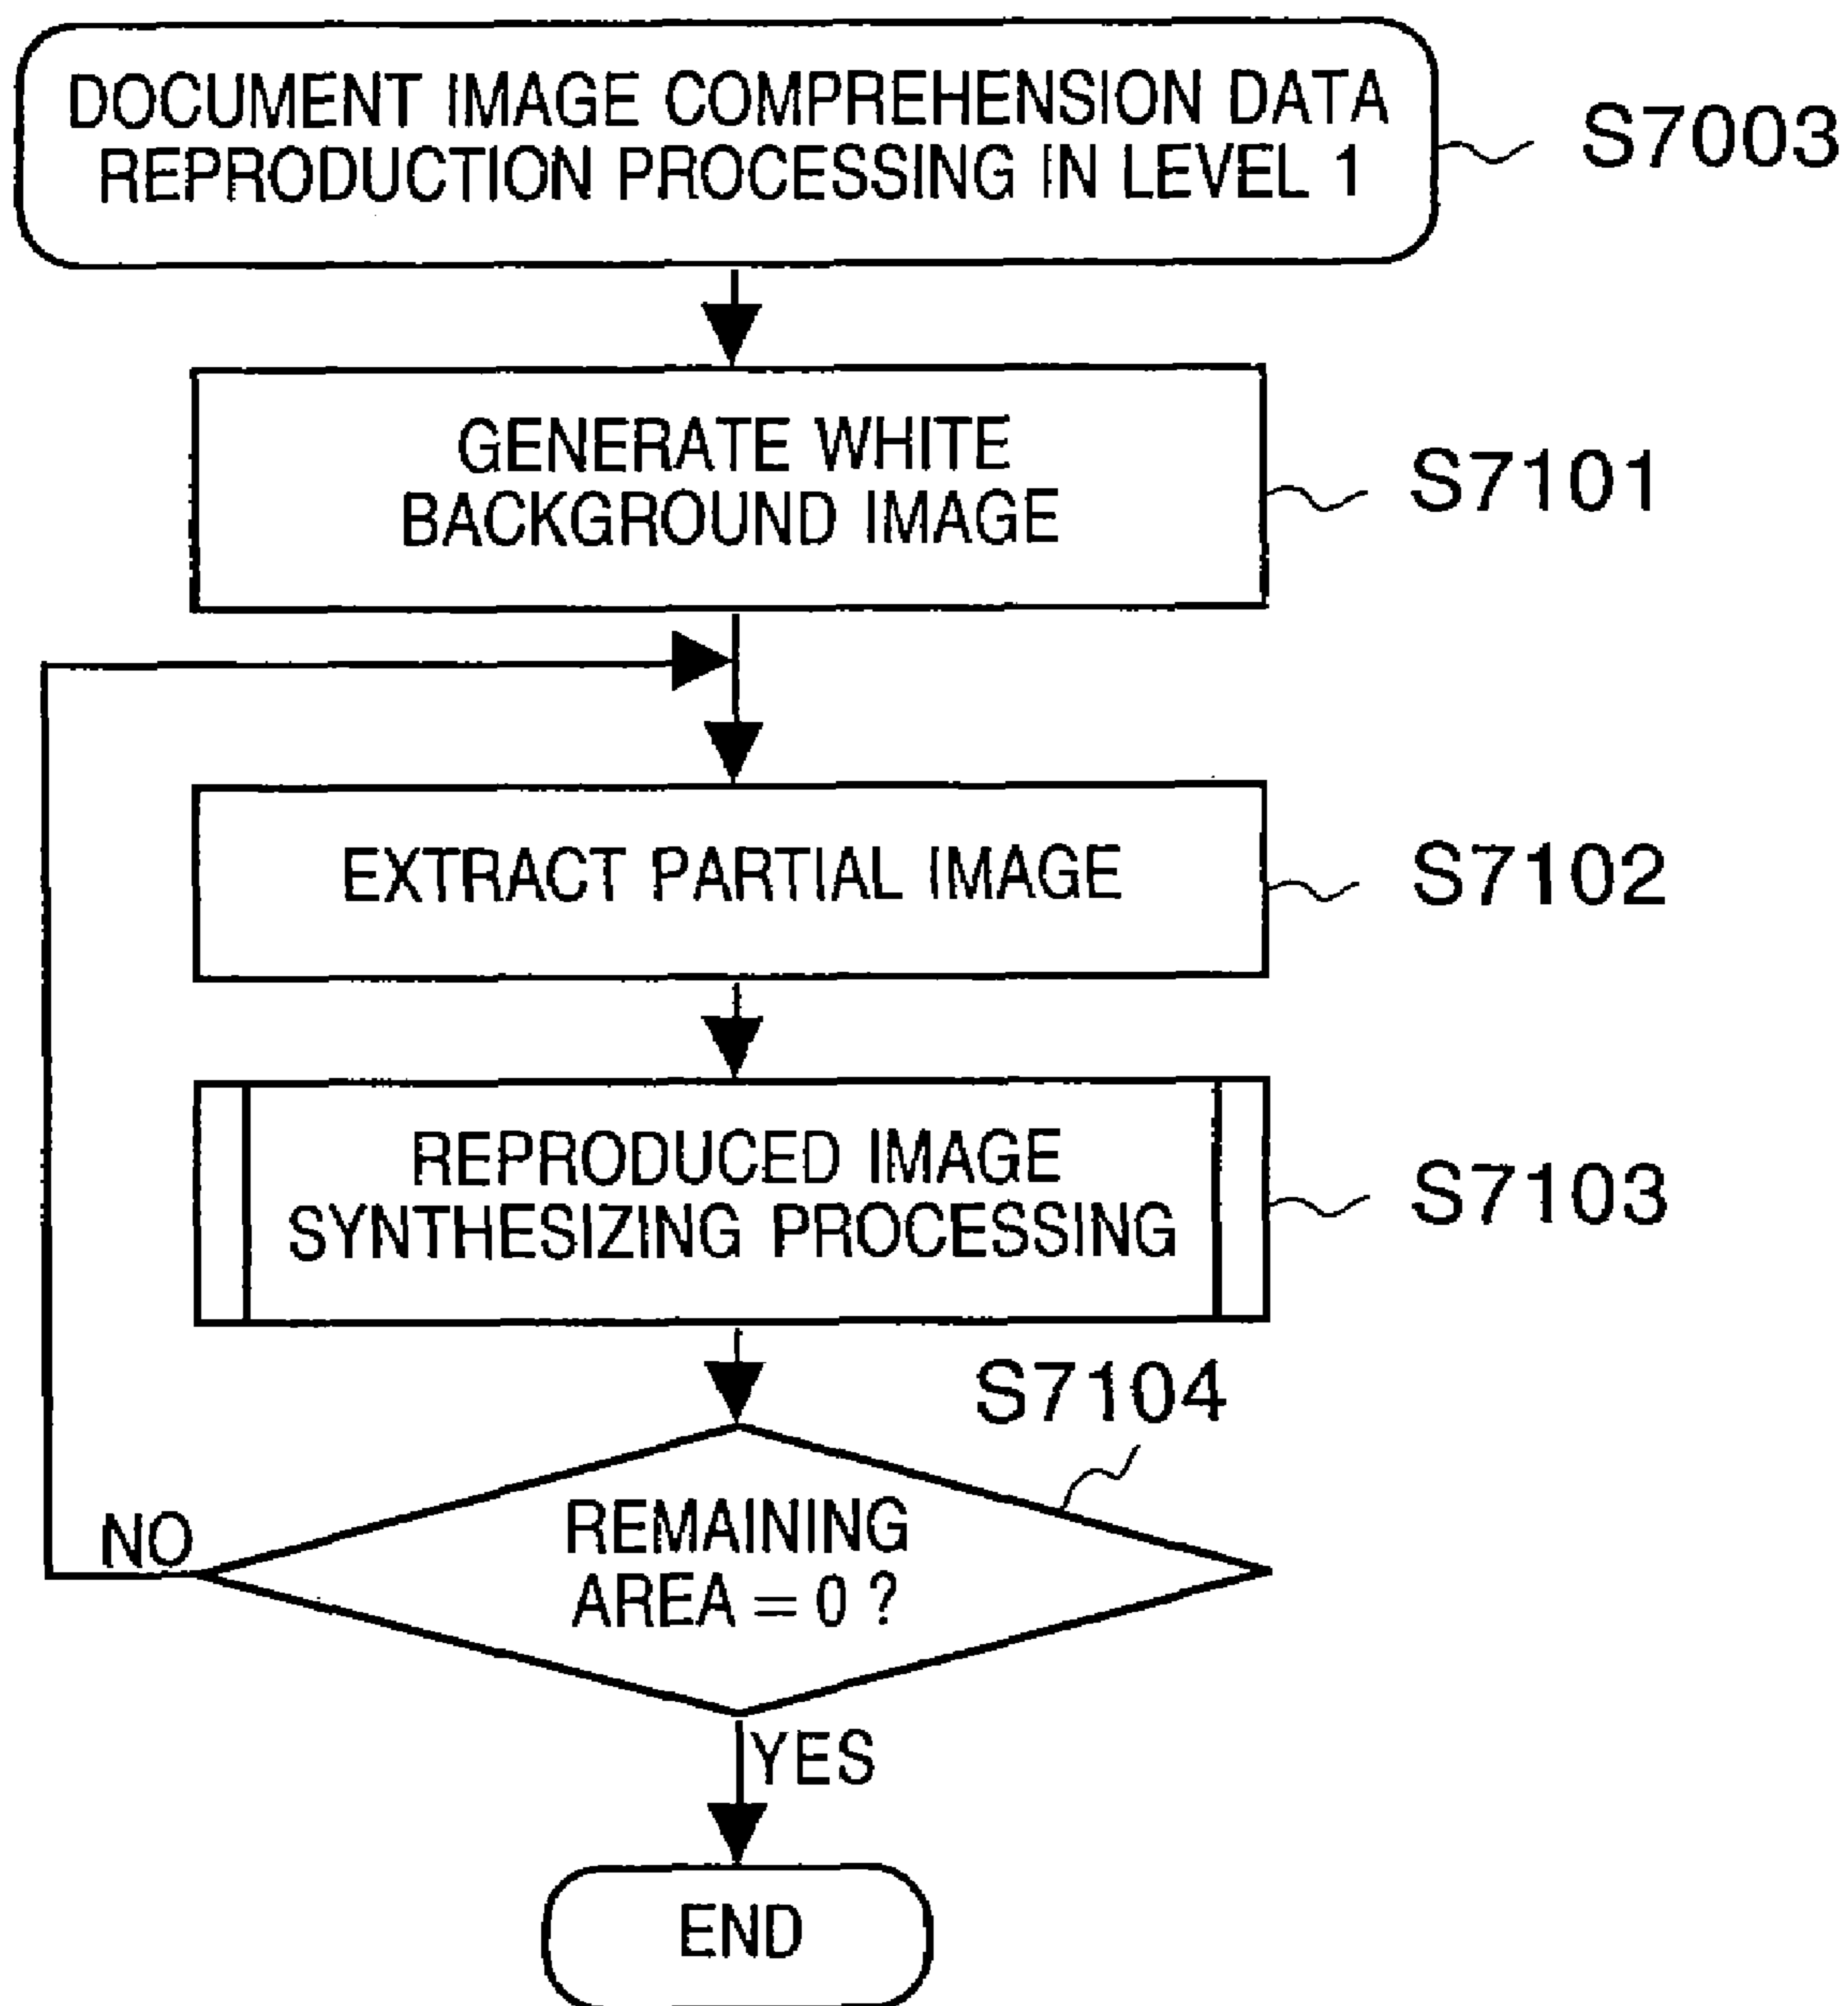 DOCUMENT IMAGE COMPREHENSION DATA
REPRODUCTION PROCESSING IN LEVEL 1
S7003
GENERATE WHITE
BACKGROUND IMAGE
S7101
EXTRACT PARTIAL IMAGE
S7102
REPRODUCED IMAGE
SYNTHESIZING PROCESSING
S7103
S7104
REMAINING
AREA = 0 ?
NO
YES
END